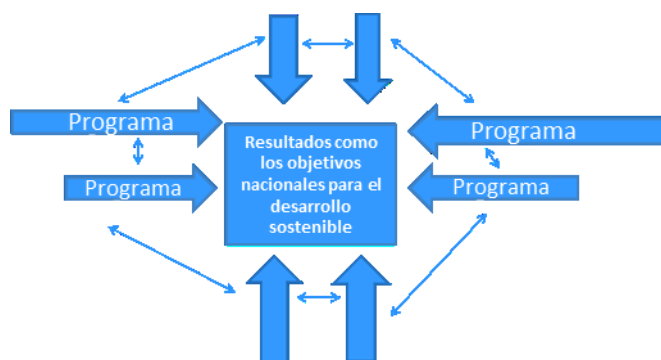 Programa
Programa
Resultados como
los objetivos
nacionales para el
desarrollo
sostenible
Programa
Programa